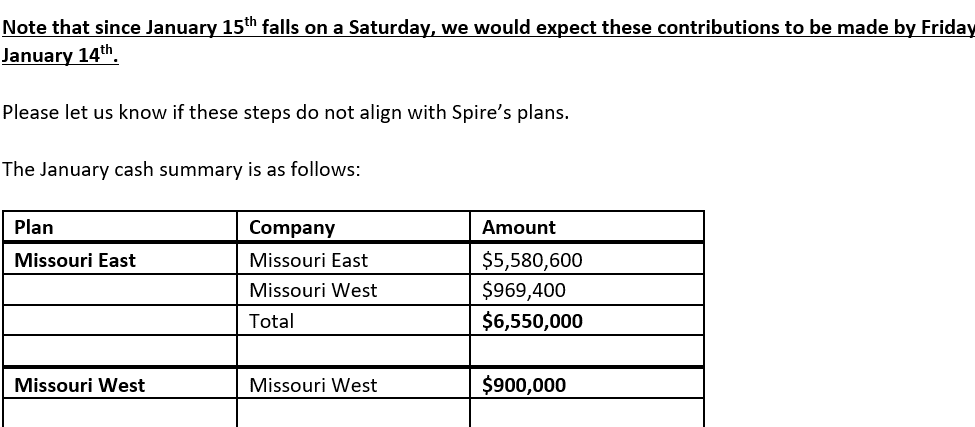 Note that since January 15th falls on a Saturday, we would expect these contributions to be made by Friday
January 14th.
Please let us know if these steps do not align with Spire’s plans.
The January cash summary is as follows:
Plan Company Amount
Missouri East Missouri East $5,580,600
Missouri West $969,400
Total $6,550,000
Missouri West Missouri West $900,000